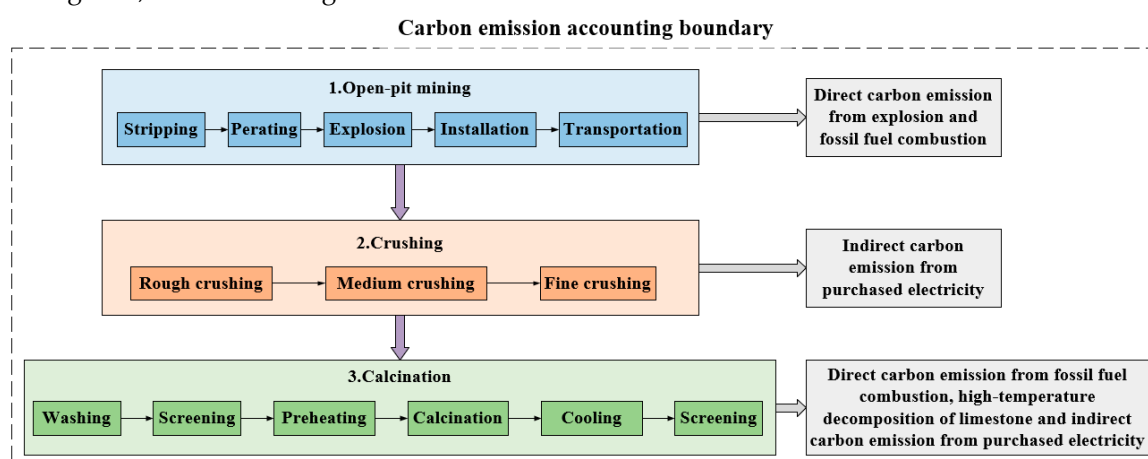 Carbon emission accounting boundary
1.Open-pit mining
Stripping
Perating
Explosion
Installation
Transportation
Direct carbon emission
from explosion and
fossil fuel combustion
2.Crushing
Rough crushing
Medium crushing
Fine crushing
Indirect carbon
emission from
purchased electricity
3.Calcination
Washing
Screening
Preheating
Calcination
Cooling
Screening
Direct carbon emission from fossil fuel
combustion, high-temperature
decomposition of limestone and indirect
carbon emission from purchased electricity